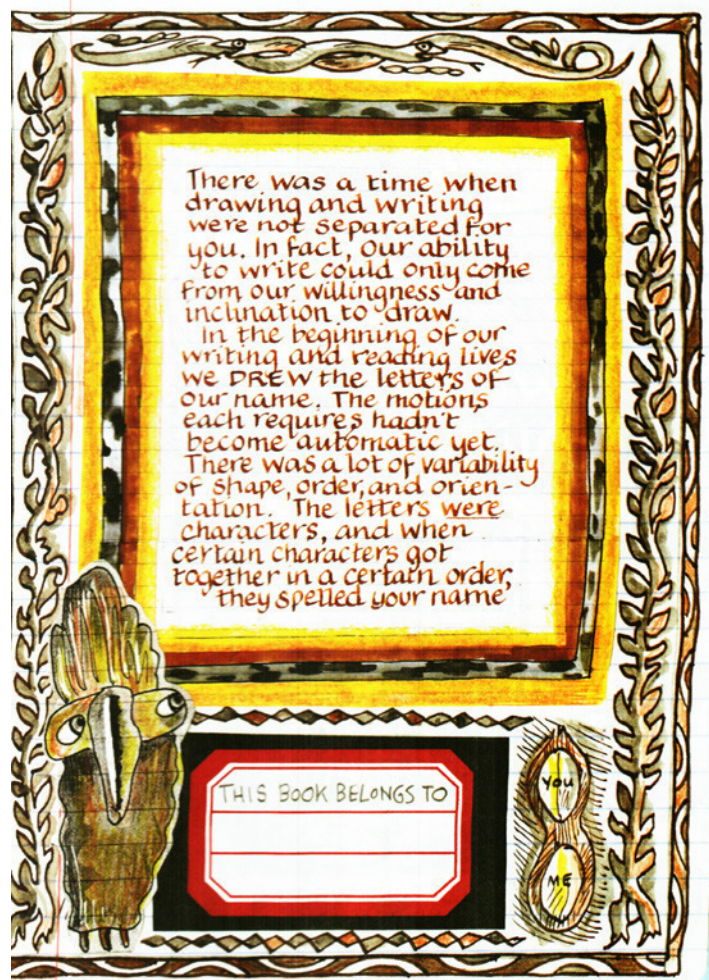 There was a time when
drawing and writing
were not separated for
you. In fact, our ability
to write could only come
from our willingness and
inclination to draw.
In the beginning of our
writing and reading lives
we DREW the letters of
our name. The motions
each requires hadn't
become automatic yet.
There was a lot of variability
of shape, order, and orien-
tation. The letters were
characters, and when
certain characters got
together in a certain order,
they spelled your name
THIS BOOK BELONGS TO
YOU
ME